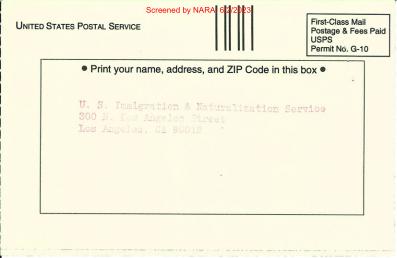 Screened by NARA, 6/2/2023
UNITED STATES POSTAL SERVICE
First-Class Mail
Postage & Fees Paid
USPS
Permit No. G-10
• Print your name, address, and ZIP Code in this box •
U. S. Immigration & Naturalization Service
300 N. Los Angeles Street
Los Angeles, CA 90012